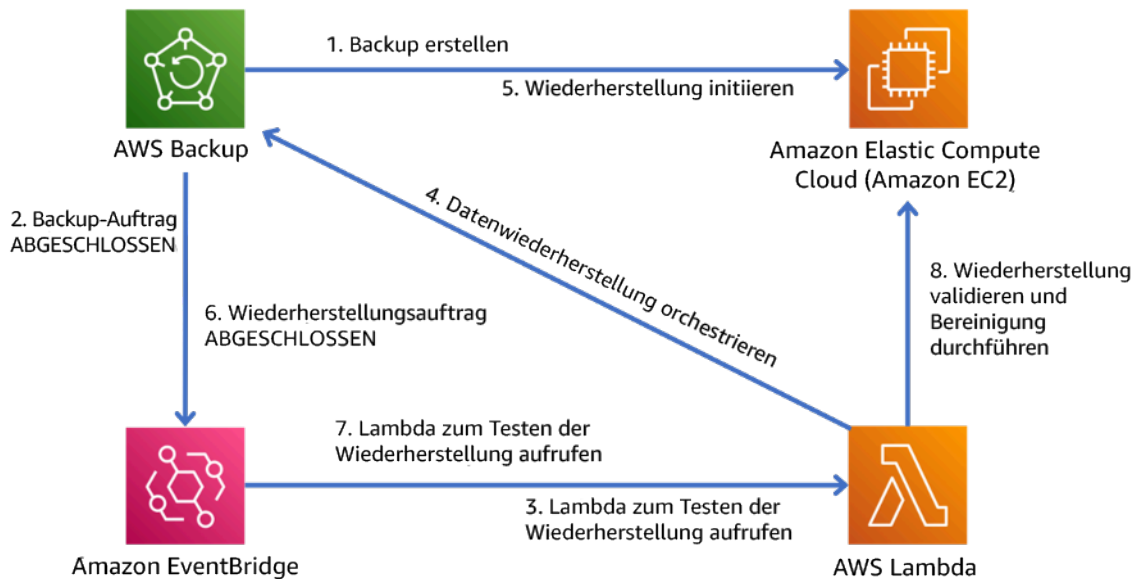 1. Backup erstellen
5. Wiederherstellung initiieren
AWS Backup
Amazon Elastic Compute
Cloud (Amazon EC2)
2. Backup-Auftrag
ABGESCHLOSSEN
4. Datenwiederherstellung orchestrieren
6. Wiederherstellungsauftrag
ABGESCHLOSSEN
8. Wiederherstellung
validieren und
Bereinigung
durchführen
7. Lambda zum Testen der
Wiederherstellung aufrufen
3. Lambda zum Testen der
Wiederherstellung aufrufen
Amazon EventBridge
AWS Lambda